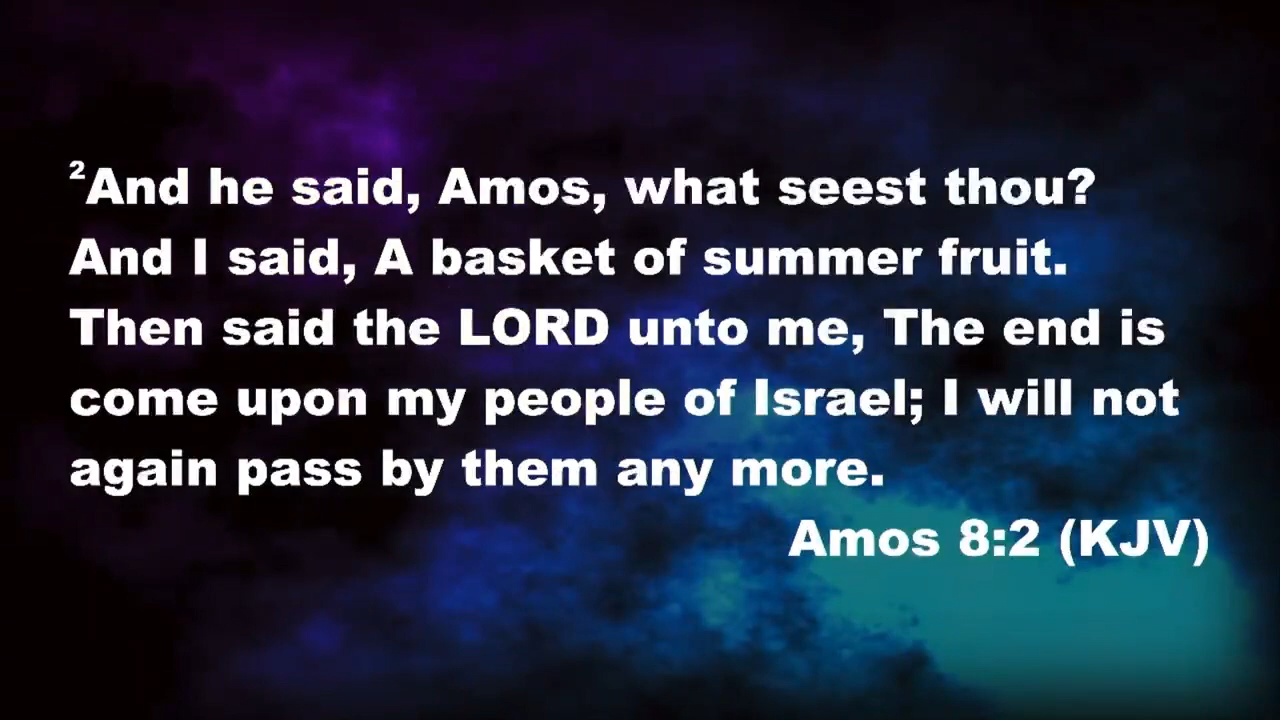 ²And he said, Amos, what seest thou?
And I said, A basket of summer fruit.
Then said the LORD unto me, The end is
come upon my people of Israel; I will not
again pass by them any more.
Amos 8:2 (KJV)